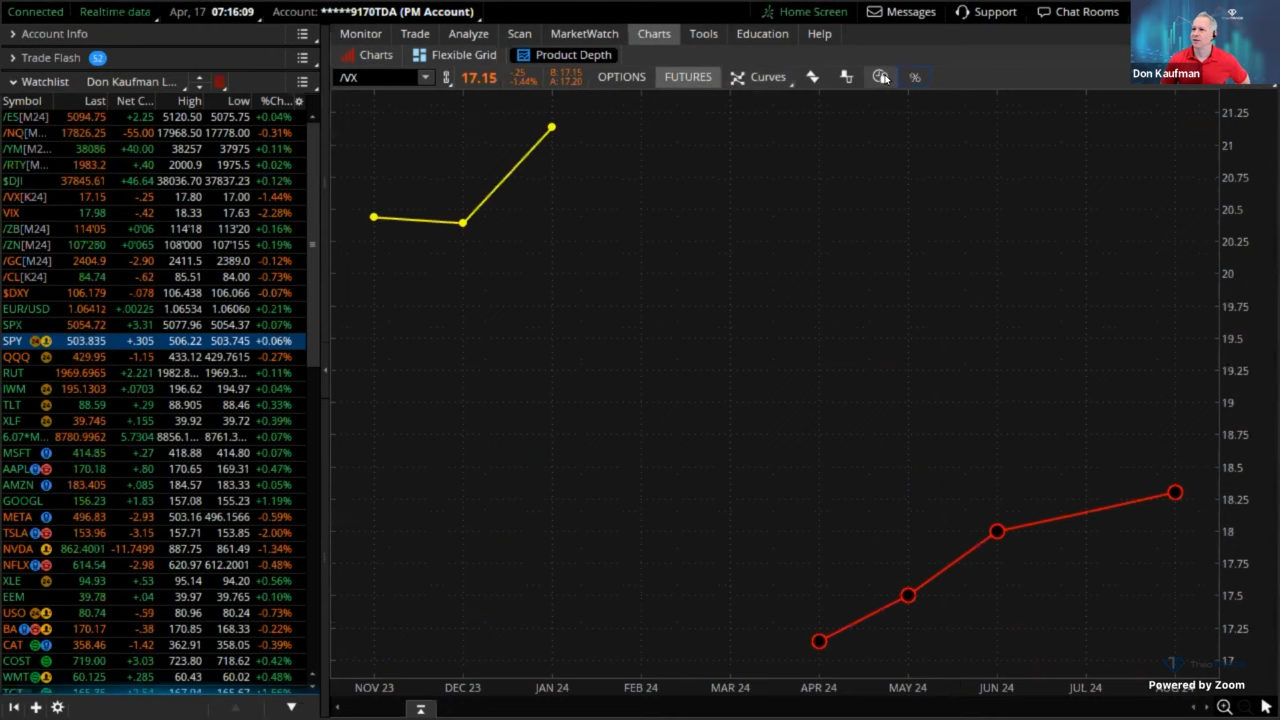 Connected Realtime data Apr, 17 07:16:09 Account: *****9170TDA (PM Account) Home Screen Messages Support Chat Rooms
Account Info
Trade Flash 52
Watchlist Don Kaufman L...
Symbol Last Net C... High Low %Ch...
/ES[M24] 5094.75 +2.25 5120.50 5075.75 +0.04%
/NQ[M... 17826.25 -55.00 17968.50 17778.00 -0.31%
/YM[M2... 38086 +40.00 38257 37975 +0.11%
/RTY[M... 1983.2 +.40 2000.9 1975.5 +0.02%
$DJI 37845.61 +46.64 38036.70 37837.23 +0.12%
/VX[K24] 17.15 -.25 17.80 17.00 -1.44%
VIX 17.98 -.42 18.33 17.63 -2.28%
/ZB[M24] 114'05 +0'06 114'18 113'20 +0.16%
/ZN[M24] 107'280 +0'065 108'000 107'155 +0.19%
/GC[M24] 2404.9 -2.90 2411.5 2389.0 -0.12%
/CL[K24] 84.74 -.62 85.51 84.00 -0.73%
$DXY 106.179 -.078 106.438 106.066 -0.07%
EUR/USD 1.06412 +.00225 1.06534 1.06060 +0.21%
SPX 5054.72 +3.31 5077.96 5054.37 +0.07%
SPY 503.835 +.305 506.22 503.745 +0.06%
QQQ 429.95 -1.15 433.12 429.7615 -0.27%
RUT 1969.6965 +2.221 1982.8... 1969.3... +0.11%
IWM 195.1303 +.0703 196.62 194.97 +0.04%
TLT 88.59 +.29 88.905 88.46 +0.33%
XLF 39.745 +.155 39.92 39.72 +0.39%
6.07*M... 8780.9962 5.7304 8856.1... 8761.3... +0.07%
MSFT 414.85 +.27 418.88 414.80 +0.07%
AAPL 170.18 +.80 170.65 169.31 +0.47%
AMZN 183.405 +.085 184.57 183.33 +0.05%
GOOGL 156.23 +1.83 157.08 155.23 +1.19%
META 496.83 -2.93 503.16 496.1566 -0.59%
TSLA 153.96 -3.15 157.71 153.85 -2.00%
NVDA 862.4001 -11.7499 887.75 861.49 -1.34%
NFLX 614.54 -2.98 620.97 612.2001 -0.48%
XLE 94.93 +.53 95.14 94.20 +0.56%
EEM 39.78 +.04 39.97 39.765 +0.10%
USO 80.74 -.59 80.96 80.24 -0.73%
BA 170.17 -.38 170.85 168.33 -0.22%
CAT 358.46 -1.42 362.91 358.05 -0.39%
COST 719.00 +3.03 723.80 718.62 +0.42%
WMT 60.125 +.285 60.43 60.02 +0.48%
Monitor Trade Analyze Scan MarketWatch Charts Tools Education Help
Charts Flexible Grid Product Depth
/VX 17.15 -.25 -1.44% B: 17.15 A: 17.20 OPTIONS FUTURES Curves %
Don Kaufman
21.25
21
20.75
20.5
20.25
20
19.75
19.5
19.25
19
18.75
18.5
18.25
18
17.75
17.5
17.25
17
NOV 23 DEC 23 JAN 24 FEB 24 MAR 24 APR 24 MAY 24 JUN 24 JUL 24
Powered by Zoom